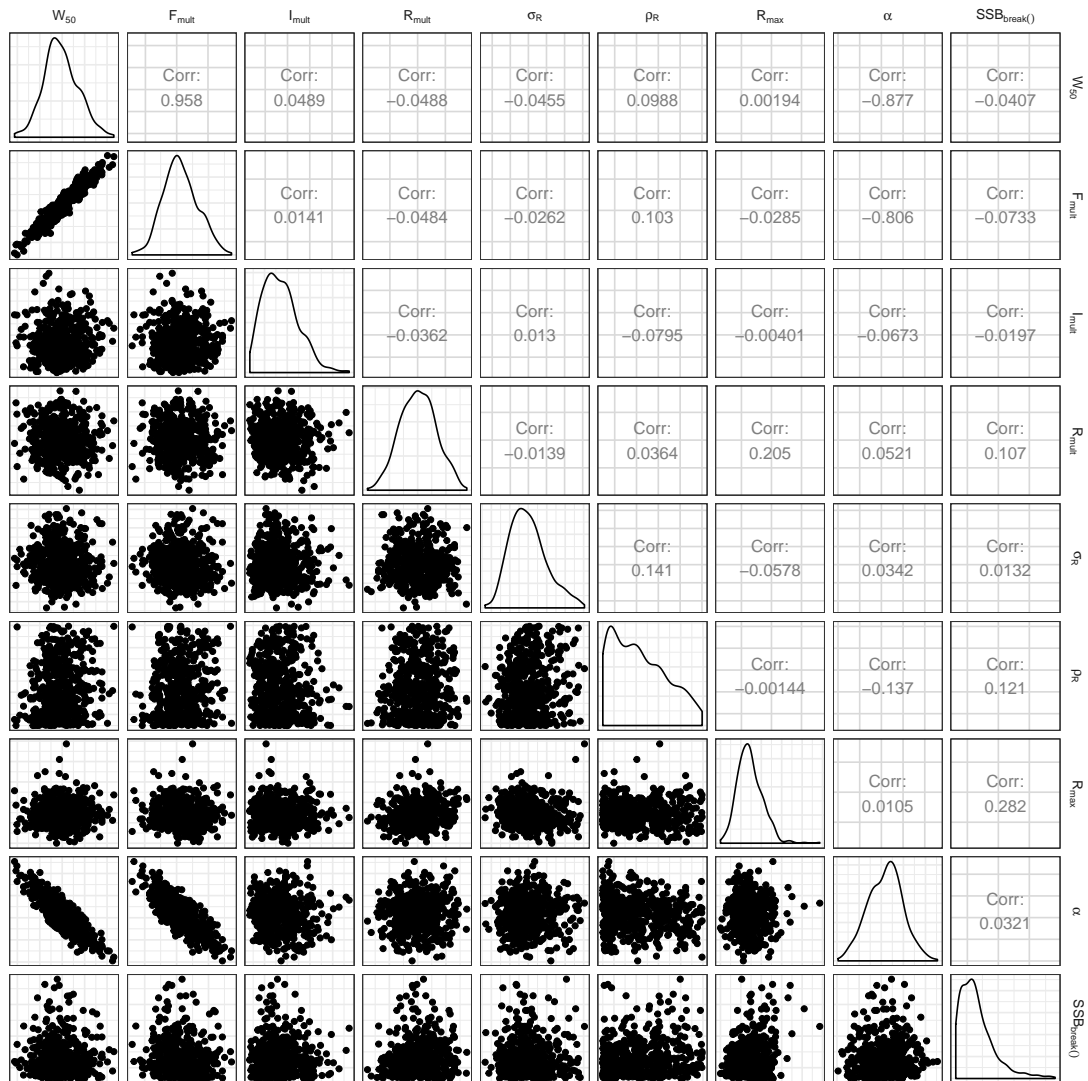 W50 Fmult Imult Rmult σR ρR Rmax α SSBbreak()
Corr: Corr: Corr: Corr: Corr: Corr: Corr: Corr:
0.958 0.0489 −0.0488 −0.0455 0.0988 0.00194 −0.877 −0.0407
W50
Corr: Corr: Corr: Corr: Corr: Corr: Corr:
0.0141 −0.0484 −0.0262 0.103 −0.0285 −0.806 −0.0733
Fmult
Corr: Corr: Corr: Corr: Corr: Corr:
−0.0362 0.013 −0.0795 −0.00401 −0.0673 −0.0197
Imult
Corr: Corr: Corr: Corr: Corr:
−0.0139 0.0364 0.205 0.0521 0.107
Rmult
Corr: Corr: Corr: Corr:
0.141 −0.0578 0.0342 0.0132
σR
Corr: Corr: Corr:
−0.00144 −0.137 0.121
ρR
Corr: Corr:
0.0105 0.282
Rmax
Corr:
0.0321
α
SSBbreak()